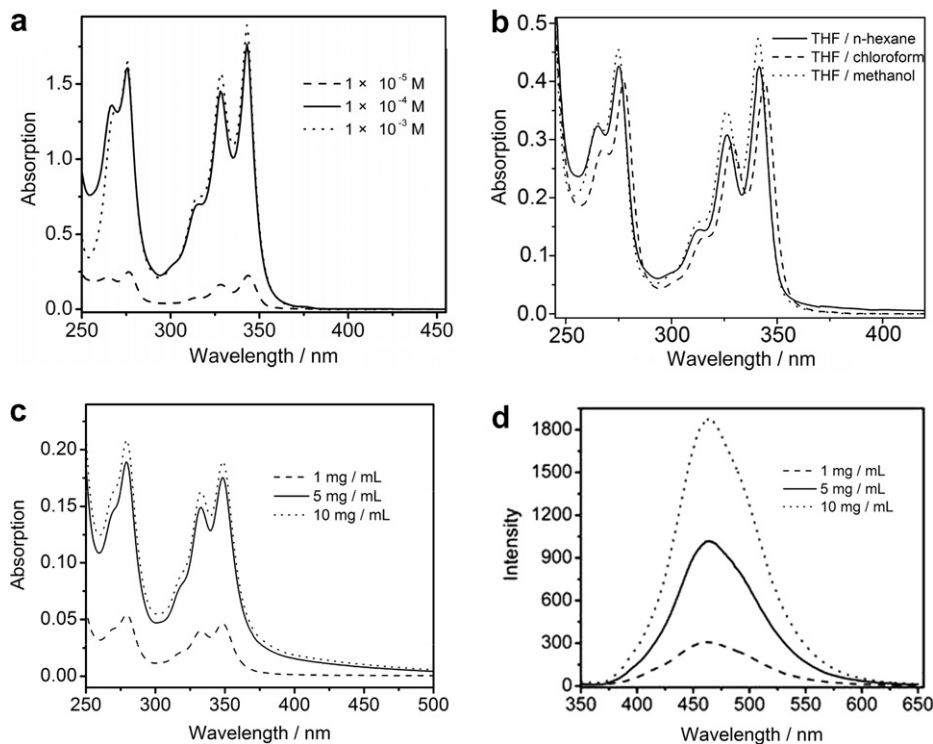 a
1 × 10⁻⁵ M
1 × 10⁻⁴ M
1 × 10⁻³ M
Absorption
1.5
1.0
0.5
0.0
250 300 350 400 450
Wavelength / nm
b
THF / n-hexane
THF / chloroform
THF / methanol
Absorption
0.5
0.4
0.3
0.2
0.1
0.0
250 300 350 400
Wavelength / nm
c
1 mg / mL
5 mg / mL
10 mg / mL
Absorption
0.20
0.15
0.10
0.05
0.00
250 300 350 400 450 500
Wavelength / nm
d
1 mg / mL
5 mg / mL
10 mg / mL
Intensity
1800
1500
1200
900
600
300
0
350 400 450 500 550 600 650
Wavelength / nm